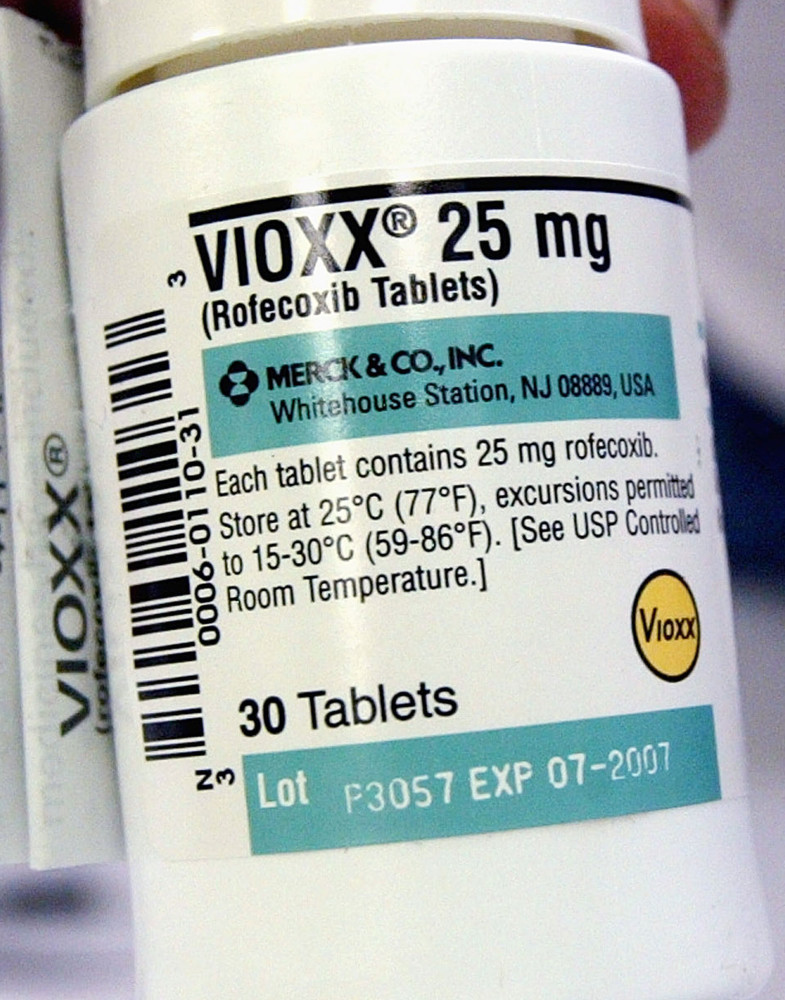 VIOXX® 25 mg
(Rofecoxib Tablets)
MERCK & CO., INC.
Whitehouse Station, NJ 08889, USA
Each tablet contains 25 mg rofecoxib.
Store at 25°C (77°F), excursions permitted
to 15-30°C (59-86°F). [See USP Controlled
Room Temperature.]
Vioxx
30 Tablets
Lot P3057 EXP 07-2007
3
0006-0110-31
N 3
VIOXX®